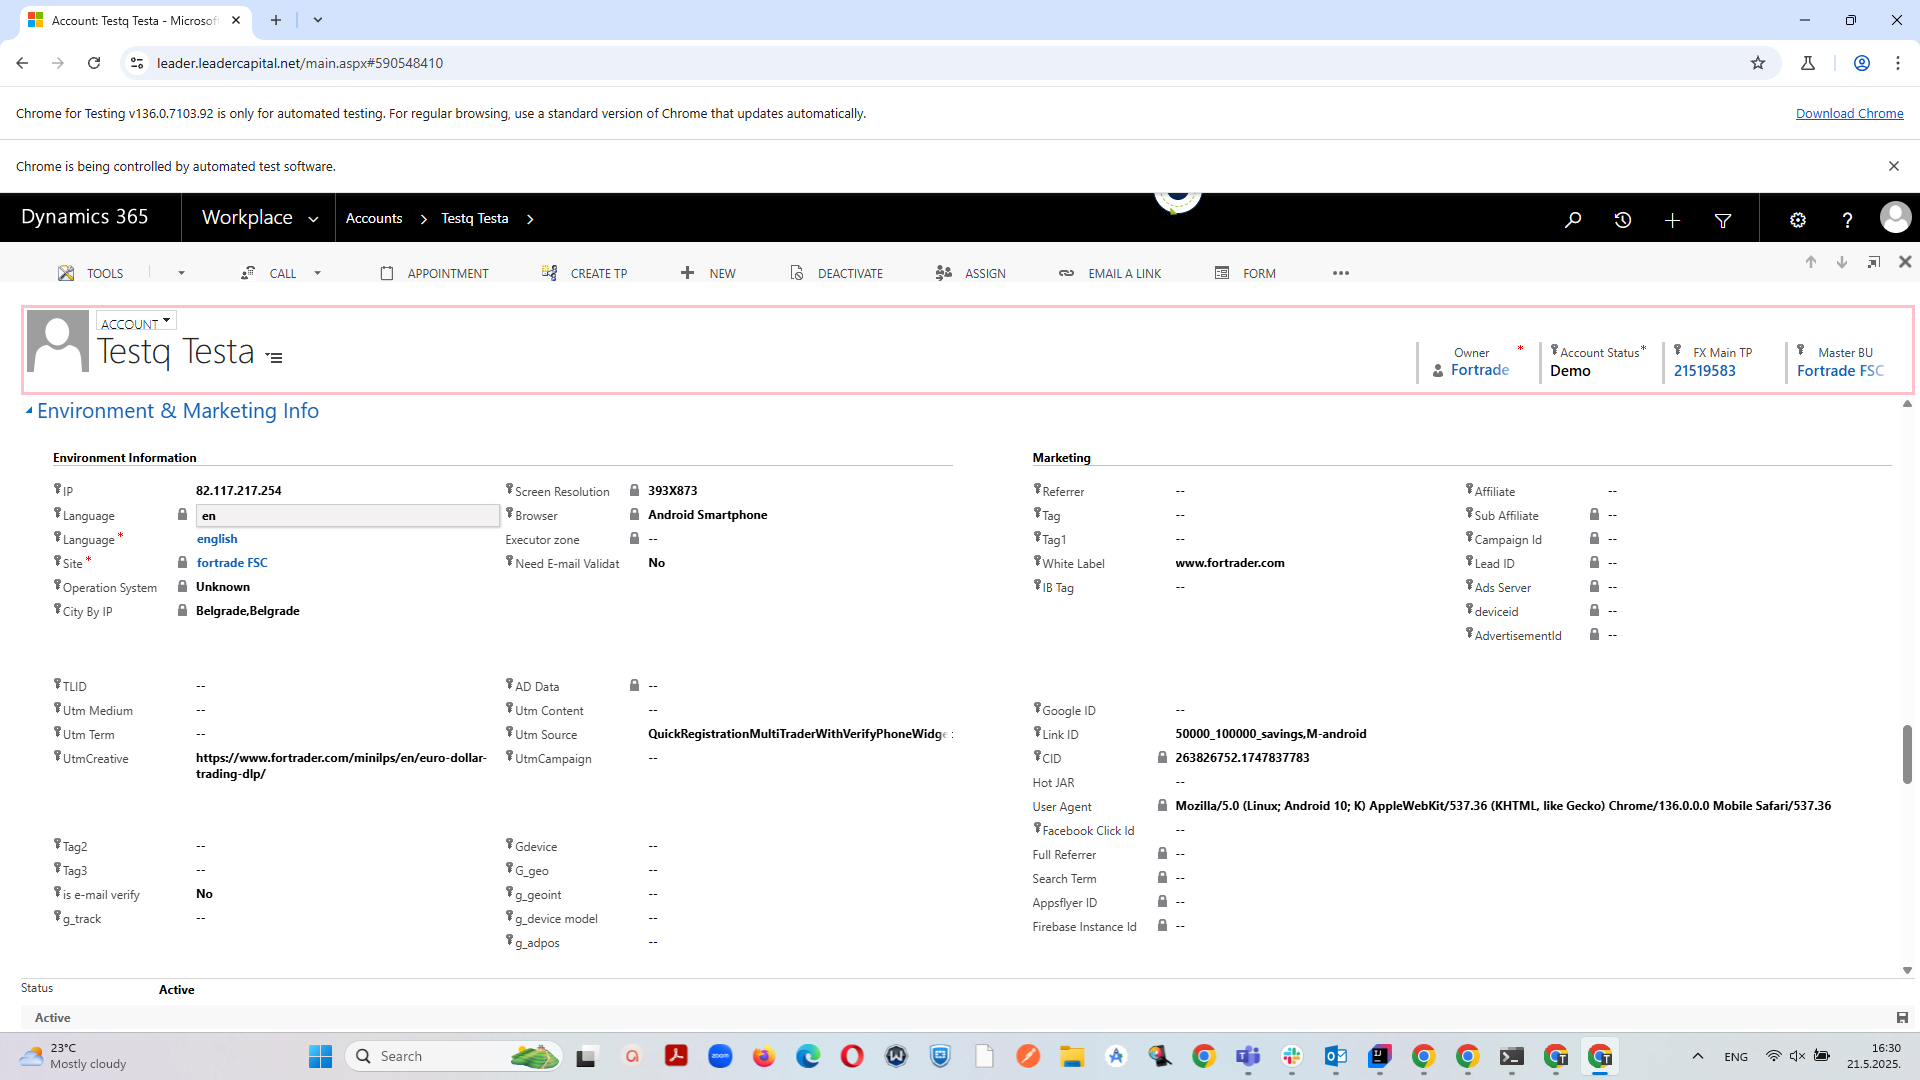 Account: Testq Testa - Microsof
leader.leadercapital.net/main.aspx#590548410
Chrome for Testing v136.0.7103.92 is only for automated testing. For regular browsing, use a standard version of Chrome that updates automatically.
Download Chrome
Chrome is being controlled by automated test software.
Dynamics 365
Workplace
Accounts
Testq Testa
TOOLS
CALL
APPOINTMENT
CREATE TP
NEW
DEACTIVATE
ASSIGN
EMAIL A LINK
FORM
ACCOUNT
Testq Testa
Owner *
Fortrade
Account Status *
Demo
FX Main TP
21519583
Master BU
Fortrade FSC
Environment & Marketing Info
Environment Information
IP 82.117.217.254
Language en
Language * english
Site * fortrade FSC
Operation System Unknown
City By IP Belgrade,Belgrade
Screen Resolution 393X873
Browser Android Smartphone
Executor zone --
Need E-mail Validat No
Marketing
Referrer --
Tag --
Tag1 --
White Label www.fortrader.com
IB Tag --
Affiliate --
Sub Affiliate --
Campaign Id --
Lead ID --
Ads Server --
deviceid --
AdvertisementId --
TLID --
Utm Medium --
Utm Term --
UtmCreative https://www.fortrader.com/minilps/en/euro-dollar-
trading-dlp/
AD Data --
Utm Content --
Utm Source QuickRegistrationMultiTraderWithVerifyPhoneWidge
UtmCampaign --
Google ID --
Link ID 50000_100000_savings,M-android
CID 263826752.1747837783
Hot JAR --
User Agent Mozilla/5.0 (Linux; Android 10; K) AppleWebKit/537.36 (KHTML, like Gecko) Chrome/136.0.0.0 Mobile Safari/537.36
Facebook Click Id --
Full Referrer --
Search Term --
Appsflyer ID --
Firebase Instance Id --
Tag2 --
Tag3 --
is e-mail verify No
g_track --
Gdevice --
G_geo --
g_geoint --
g_device model --
g_adpos --
Status Active
Active
23°C
Mostly cloudy
Search
zoom
ENG
16:30
21.5.2025.